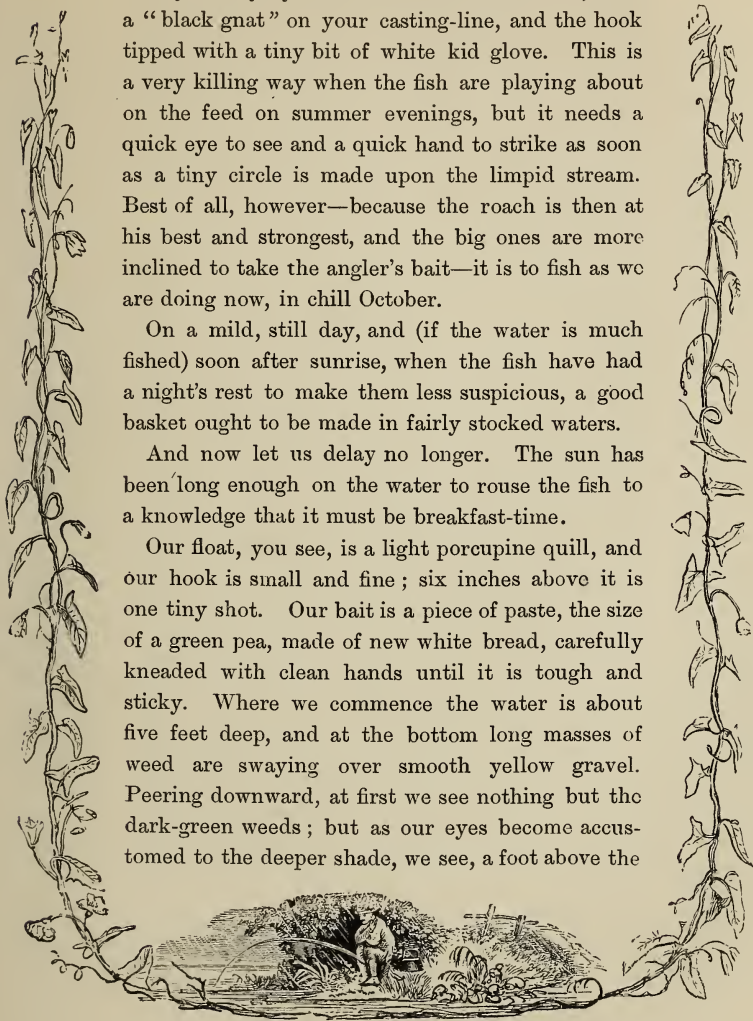 a “black gnat” on your casting-line, and the hook
tipped with a tiny bit of white kid glove. This is
a very killing way when the fish are playing about
on the feed on summer evenings, but it needs a
quick eye to see and a quick hand to strike as soon
as a tiny circle is made upon the limpid stream.
Best of all, however—because the roach is then at
his best and strongest, and the big ones are more
inclined to take the angler's bait—it is to fish as we
are doing now, in chill October.
On a mild, still day, and (if the water is much
fished) soon after sunrise, when the fish have had
a night's rest to make them less suspicious, a good
basket ought to be made in fairly stocked waters.
And now let us delay no longer. The sun has
been long enough on the water to rouse the fish to
a knowledge that it must be breakfast-time.
Our float, you see, is a light porcupine quill, and
our hook is small and fine; six inches above it is
one tiny shot. Our bait is a piece of paste, the size
of a green pea, made of new white bread, carefully
kneaded with clean hands until it is tough and
sticky. Where we commence the water is about
five feet deep, and at the bottom long masses of
weed are swaying over smooth yellow gravel.
Peering downward, at first we see nothing but the
dark-green weeds; but as our eyes become accus-
tomed to the deeper shade, we see, a foot above the